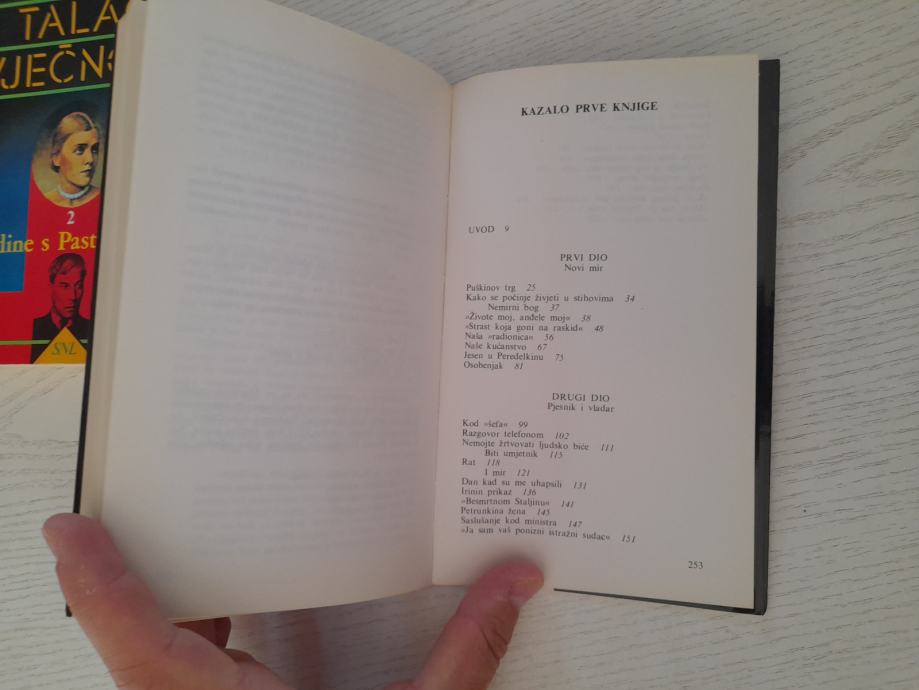 TALA
VJEČN
2
dine s Past
SNL
KAZALO PRVE KNJIGE
UVOD 9
PRVI DIO
Novi mir
Puškinov trg 25
Kako se počinje živjeti u stihovima 34
Nemirni bog 37
»Živote moj, anđele moj« 38
»Strast koja goni na raskid« 48
Naša »radionica« 56
Naše kućanstvo 67
Jesen u Peredelkinu 75
Osobenjak 81
DRUGI DIO
Pjesnik i vladar
Kod »šefa« 99
Razgovor telefonom 102
Nemojte žrtvovati ljudsko biće 111
Biti umjetnik 115
Rat 118
I mir 121
Dan kad su me uhapsili 131
Irinin prikaz 136
»Besmrtnom Staljinu« 141
Petrunkina žena 145
Saslušanje kod ministra 147
»Ja sam vaš ponizni istražni sudac« 151
253